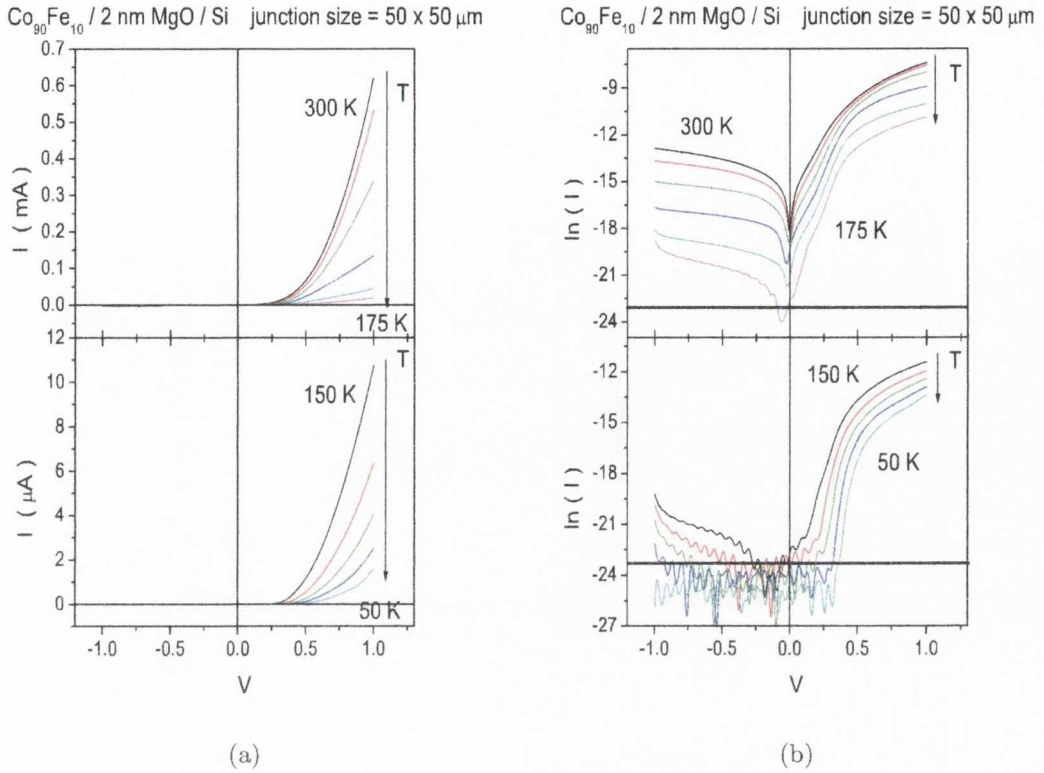 Co90Fe10 / 2 nm MgO / Si junction size = 50 x 50 μm
0.7
0.6
0.5
0.4
0.3
0.2
0.1
0.0
I ( mA )
300 K
T
175 K
12
10
8
6
4
2
0
I ( μA )
150 K
T
50 K
-1.0 -0.5 0.0 0.5 1.0
V
(a)
Co90Fe10 / 2 nm MgO / Si junction size = 50 x 50 μm
-9
-12
-15
-18
-21
-24
ln ( I )
300 K
T
175 K
-12
-15
-18
-21
-24
-27
ln ( I )
150 K
T
50 K
-1.0 -0.5 0.0 0.5 1.0
V
(b)